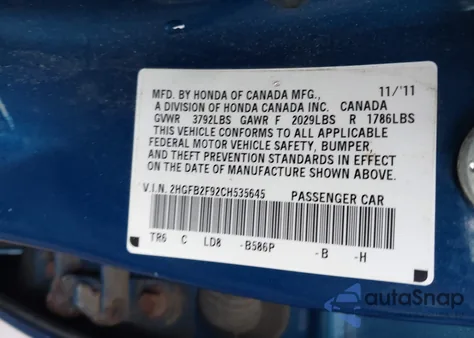 MFD. BY HONDA OF CANADA MFG., 11/'11
A DIVISION OF HONDA CANADA INC. CANADA
GVWR 3792LBS GAWR F 2029LBS R 1786LBS
THIS VEHICLE CONFORMS TO ALL APPLICABLE
FEDERAL MOTOR VEHICLE SAFETY, BUMPER,
AND THEFT PREVENTION STANDARDS IN EFFECT
ON THE DATE OF MANUFACTURE SHOWN ABOVE.
V.I.N. 2HGFB2F92CH535645 PASSENGER CAR
TR6 C LD8 -B586P -B -H
autoSnap